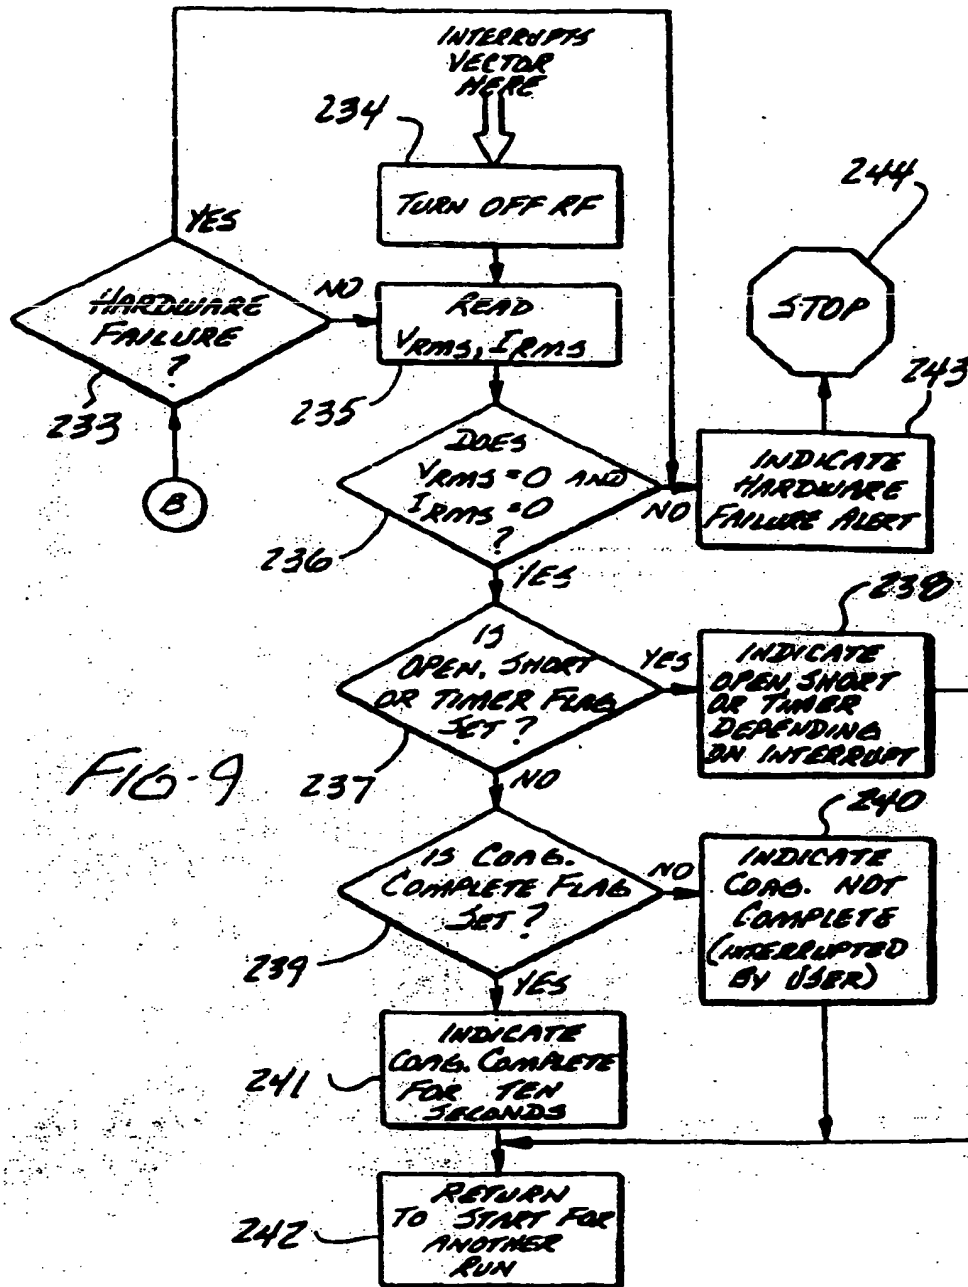 INTERRUPTS
VECTOR
HERE
234
TURN OFF RF
244
STOP
YES
HARDWARE
FAILURE
?
233
NO
READ
VRMS, IRMS
235
243
INDICATE
HARDWARE
FAILURE ALERT
B
DOES
VRMS =0 AND
IRMS =0
?
NO
236
YES
238
IS
OPEN, SHORT
OR TIMER FLAG
SET?
YES
INDICATE
OPEN, SHORT
OR TIMER
DEPENDING
ON INTERRUPT
FIG-9
237
NO
240
IS COAG.
COMPLETE FLAG
SET?
NO
INDICATE
COAG. NOT
COMPLETE
(INTERRUPTED
BY USER)
239
YES
INDICATE
COAG. COMPLETE
FOR TEN
SECONDS
241
RETURN
TO START FOR
ANOTHER
RUN
242